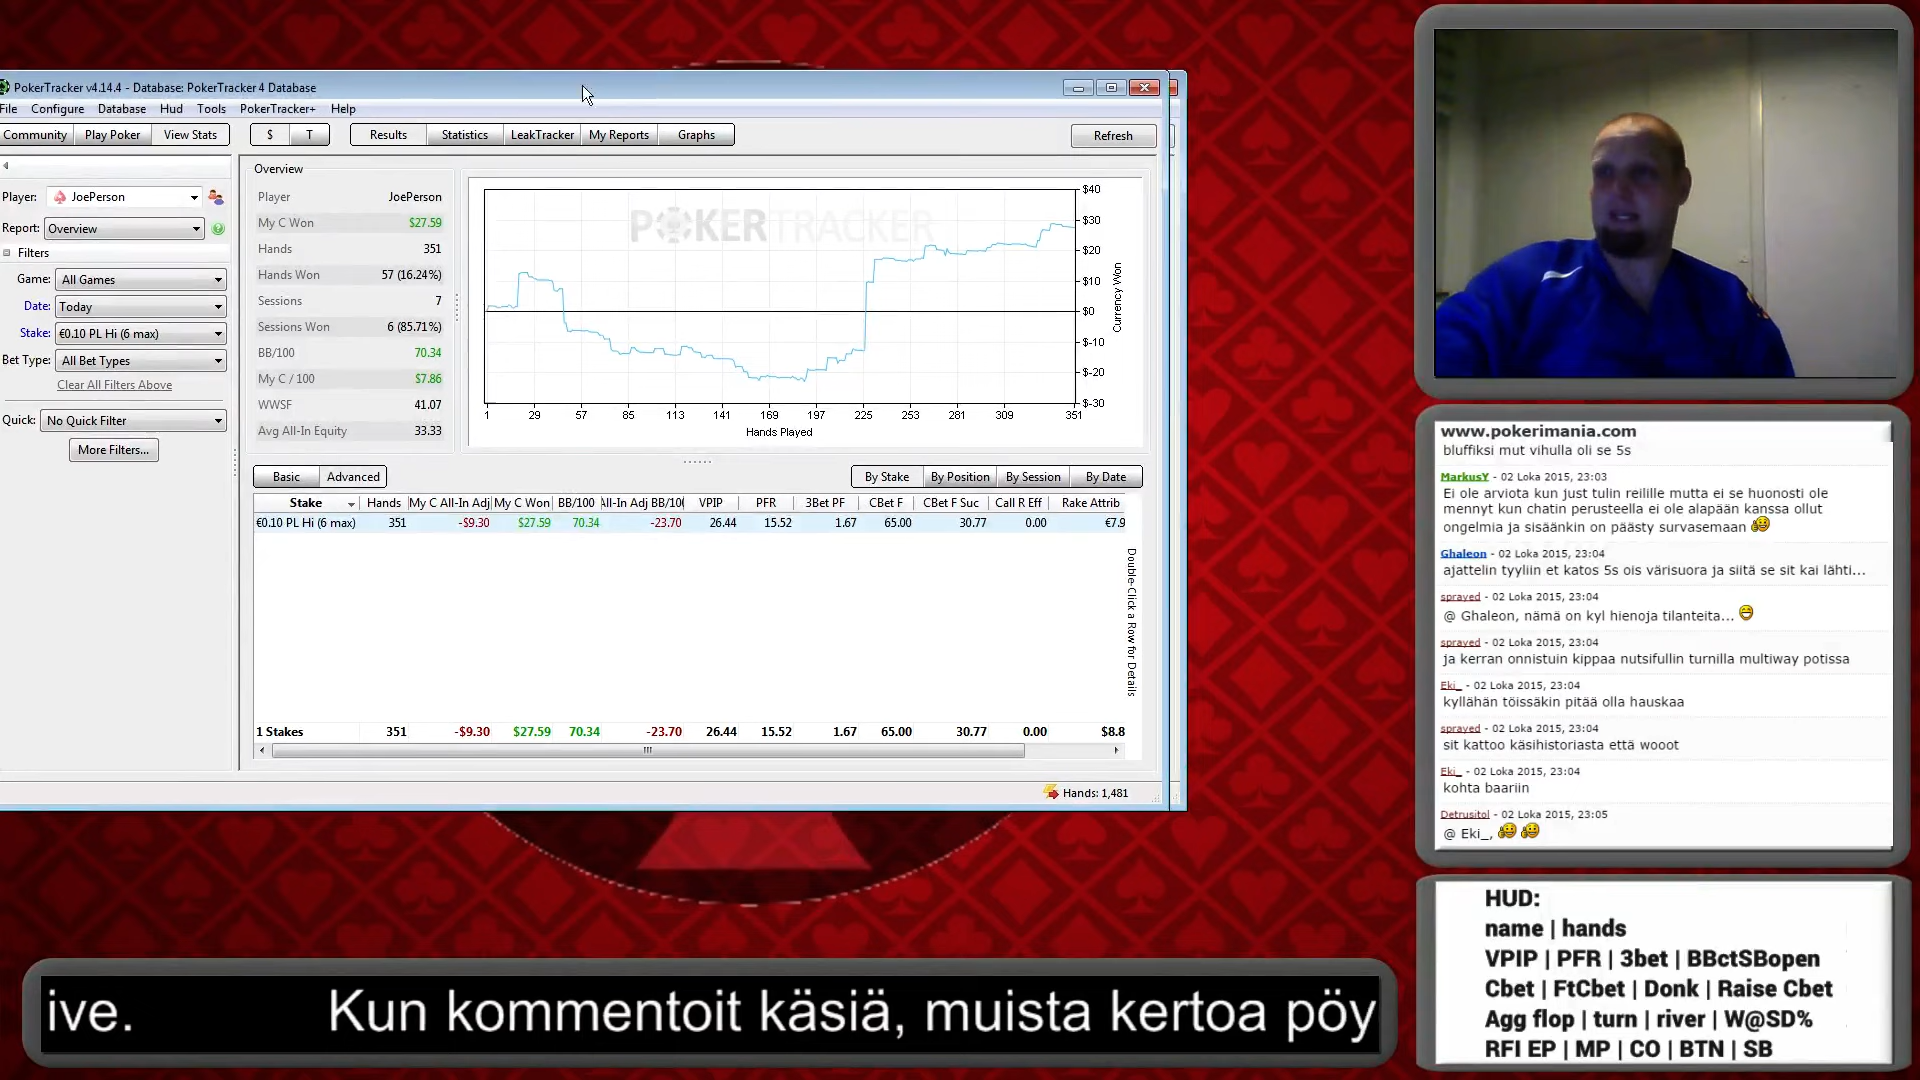 PokerTracker v4.14.4 - Database: PokerTracker 4 Database
File Configure Database Hud Tools PokerTracker+ Help
Community Play Poker View Stats $ T Results Statistics LeakTracker My Reports Graphs Refresh
Player: JoePerson
Report: Overview
Filters
Game: All Games
Date: Today
Stake: €0.10 PL Hi (6 max)
Bet Type: All Bet Types
Clear All Filters Above
Quick: No Quick Filter
More Filters...
Overview
Player JoePerson
My C Won $27.59
Hands 351
Hands Won 57 (16.24%)
Sessions 7
Sessions Won 6 (85.71%)
BB/100 70.34
My C / 100 $7.86
WWSF 41.07
Avg All-In Equity 33.33
POKERTRACKER
$40
$30
$20
$10
$0
$-10
$-20
$-30
Currency Won
1 29 57 85 113 141 169 197 225 253 281 309 351
Hands Played
Basic Advanced By Stake By Position By Session By Date
Stake Hands My C All-In Adj My C Won BB/100 All-In Adj BB/100 VPIP PFR 3Bet PF CBet F CBet F Suc Call R Eff Rake Attrib
€0.10 PL Hi (6 max) 351 -$9.30 $27.59 70.34 -23.70 26.44 15.52 1.67 65.00 30.77 0.00 €7.9
Double-Click a Row for Details
1 Stakes 351 -$9.30 $27.59 70.34 -23.70 26.44 15.52 1.67 65.00 30.77 0.00 $8.8
Hands: 1,481
www.pokerimania.com
bluffiksi mut vihulla oli se 5s
MarkusY - 02 Loka 2015, 23:03
Ei ole arviota kun just tulin reilille mutta ei se huonosti ole
mennyt kun chatin perusteella ei ole alapään kanssa ollut
ongelmia ja sisäänkin on päästy survasemaan
Ghaleon - 02 Loka 2015, 23:04
ajattelin tyyliin et katos 5s ois värisuora ja siitä se sit kai lähti...
sprayed - 02 Loka 2015, 23:04
@ Ghaleon, nämä on kyl hienoja tilanteita...
sprayed - 02 Loka 2015, 23:04
ja kerran onnistuin kippaa nutsifullin turnilla multiway potissa
Eki_ - 02 Loka 2015, 23:04
kyllähän töissäkin pitää olla hauskaa
sprayed - 02 Loka 2015, 23:04
sit kattoo käsihistoriasta että wooot
Eki_ - 02 Loka 2015, 23:04
kohta baariin
Detrusitol - 02 Loka 2015, 23:05
@ Eki_,
HUD:
name | hands
VPIP | PFR | 3bet | BBctSBopen
Cbet | FtCbet | Donk | Raise Cbet
Agg flop | turn | river | W@SD%
RFI EP | MP | CO | BTN | SB
ive. Kun kommentoit käsiä, muista kertoa pöy